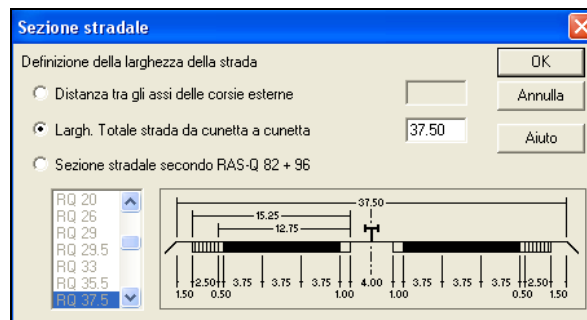 Sezione stradale
Definizione della larghezza della strada
OK
Distanza tra gli assi delle corsie esterne
Annulla
Largh. Totale strada da cunetta a cunetta
37.50
Aiuto
Sezione stradale secondo RAS-Q 82 + 96
RQ 20
RQ 26
RQ 29
RQ 29.5
RQ 33
RQ 35.5
RQ 37.5
37.50
15.25
12.75
2.50 3.75 3.75 3.75 4.00 3.75 3.75 3.75 2.50
1.50 0.50 1.00 1.00 0.50 1.50